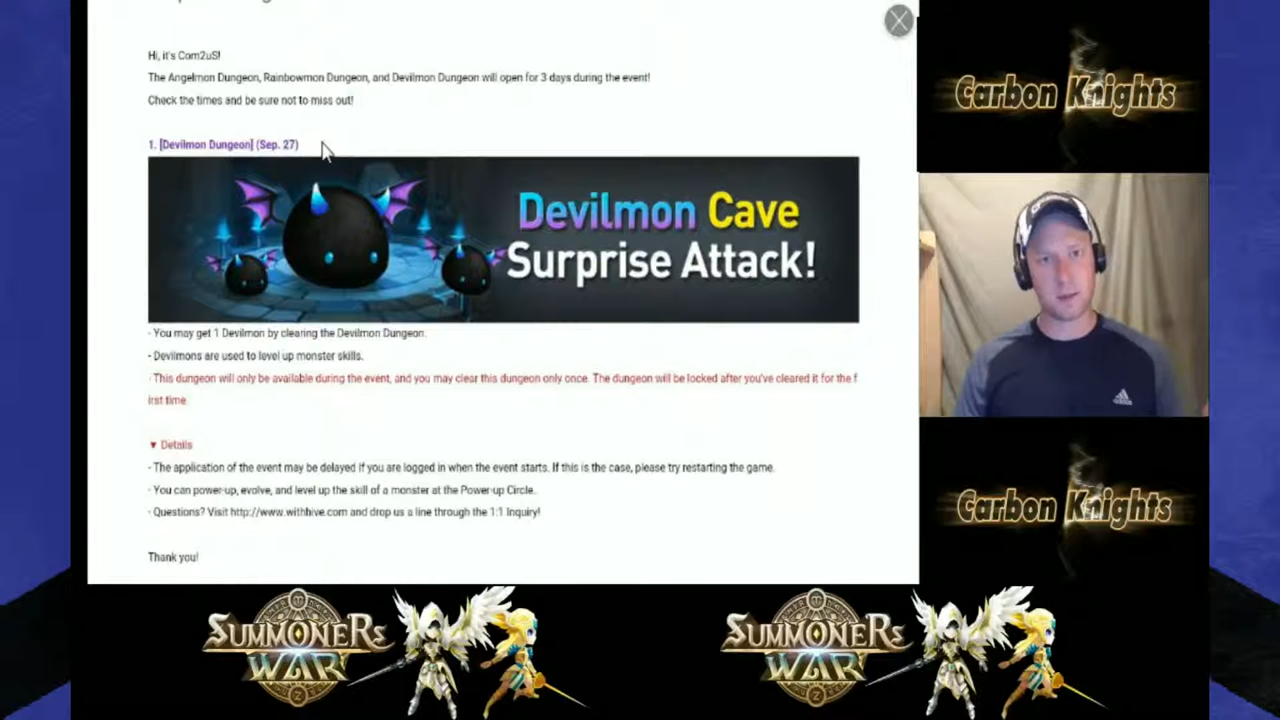 Hi, it's Com2uS!
The Angelmon Dungeon, Rainbowmon Dungeon, and Devilmon Dungeon will open for 3 days during the event!
Check the times and be sure not to miss out!
1. [Devilmon Dungeon] (Sep. 27)
Devilmon Cave
Surprise Attack!
- You may get 1 Devilmon by clearing the Devilmon Dungeon.
- Devilmons are used to level up monster skills.
- This dungeon will only be available during the event, and you may clear this dungeon only once. The dungeon will be locked after you've cleared it for the f
irst time.
▼ Details
- The application of the event may be delayed if you are logged in when the event starts. If this is the case, please try restarting the game.
- You can power-up, evolve, and level up the skill of a monster at the Power-up Circle.
- Questions? Visit http://www.withhive.com and drop us a line through the 1:1 Inquiry!
Thank you!
Carbon Knights
Carbon Knights
SUMMONERS
WAR
SUMMONERS
WAR